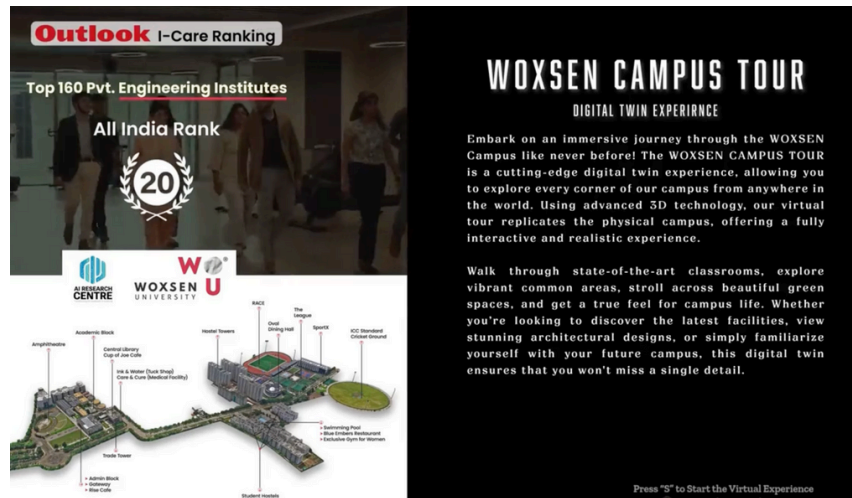 Outlook I-Care Ranking
Top 160 Pvt. Engineering Institutes
All India Rank
20
AI RESEARCH
CENTRE
WOU
WOXSEN
UNIVERSITY
RACE
The
League
Oval
Dining Hall
SportX
Hostel Towers
ICC Standard
Cricket Ground
Academic Block
Amphitheatre
Central Library
Cup of Joe Cafe
Ink & Water (Tuck Shop)
Care & Cure (Medical Facility)
Trade Tower
• Swimming Pool
• Blue Embers Restaurant
• Exclusive Gym for Women
• Admin Block
• Gateway
• Rise Cafe
Student Hostels
WOXSEN CAMPUS TOUR
DIGITAL TWIN EXPERIRNCE
Embark on an immersive journey through the WOXSEN
Campus like never before! The WOXSEN CAMPUS TOUR
is a cutting-edge digital twin experience, allowing you
to explore every corner of our campus from anywhere in
the world. Using advanced 3D technology, our virtual
tour replicates the physical campus, offering a fully
interactive and realistic experience.
Walk through state-of-the-art classrooms, explore
vibrant common areas, stroll across beautiful green
spaces, and get a true feel for campus life. Whether
you're looking to discover the latest facilities, view
stunning architectural designs, or simply familiarize
yourself with your future campus, this digital twin
ensures that you won't miss a single detail.
Press "S" to Start the Virtual Experience